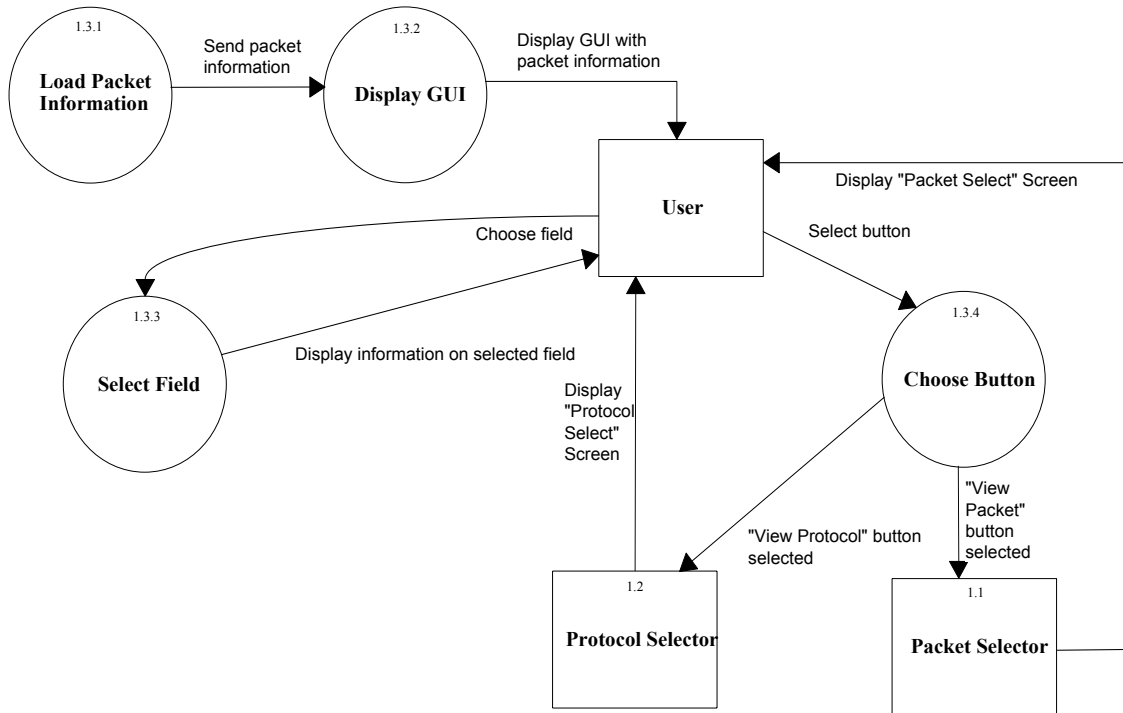 1.3.1
Load Packet
Information
Send packet
information
1.3.2
Display GUI
Display GUI with
packet information
User
Display "Packet Select" Screen
Choose field
Select button
1.3.3
Select Field
Display information on selected field
1.3.4
Choose Button
Display
"Protocol
Select"
Screen
"View Protocol" button
selected
"View
Packet"
button
selected
1.2
Protocol Selector
1.1
Packet Selector